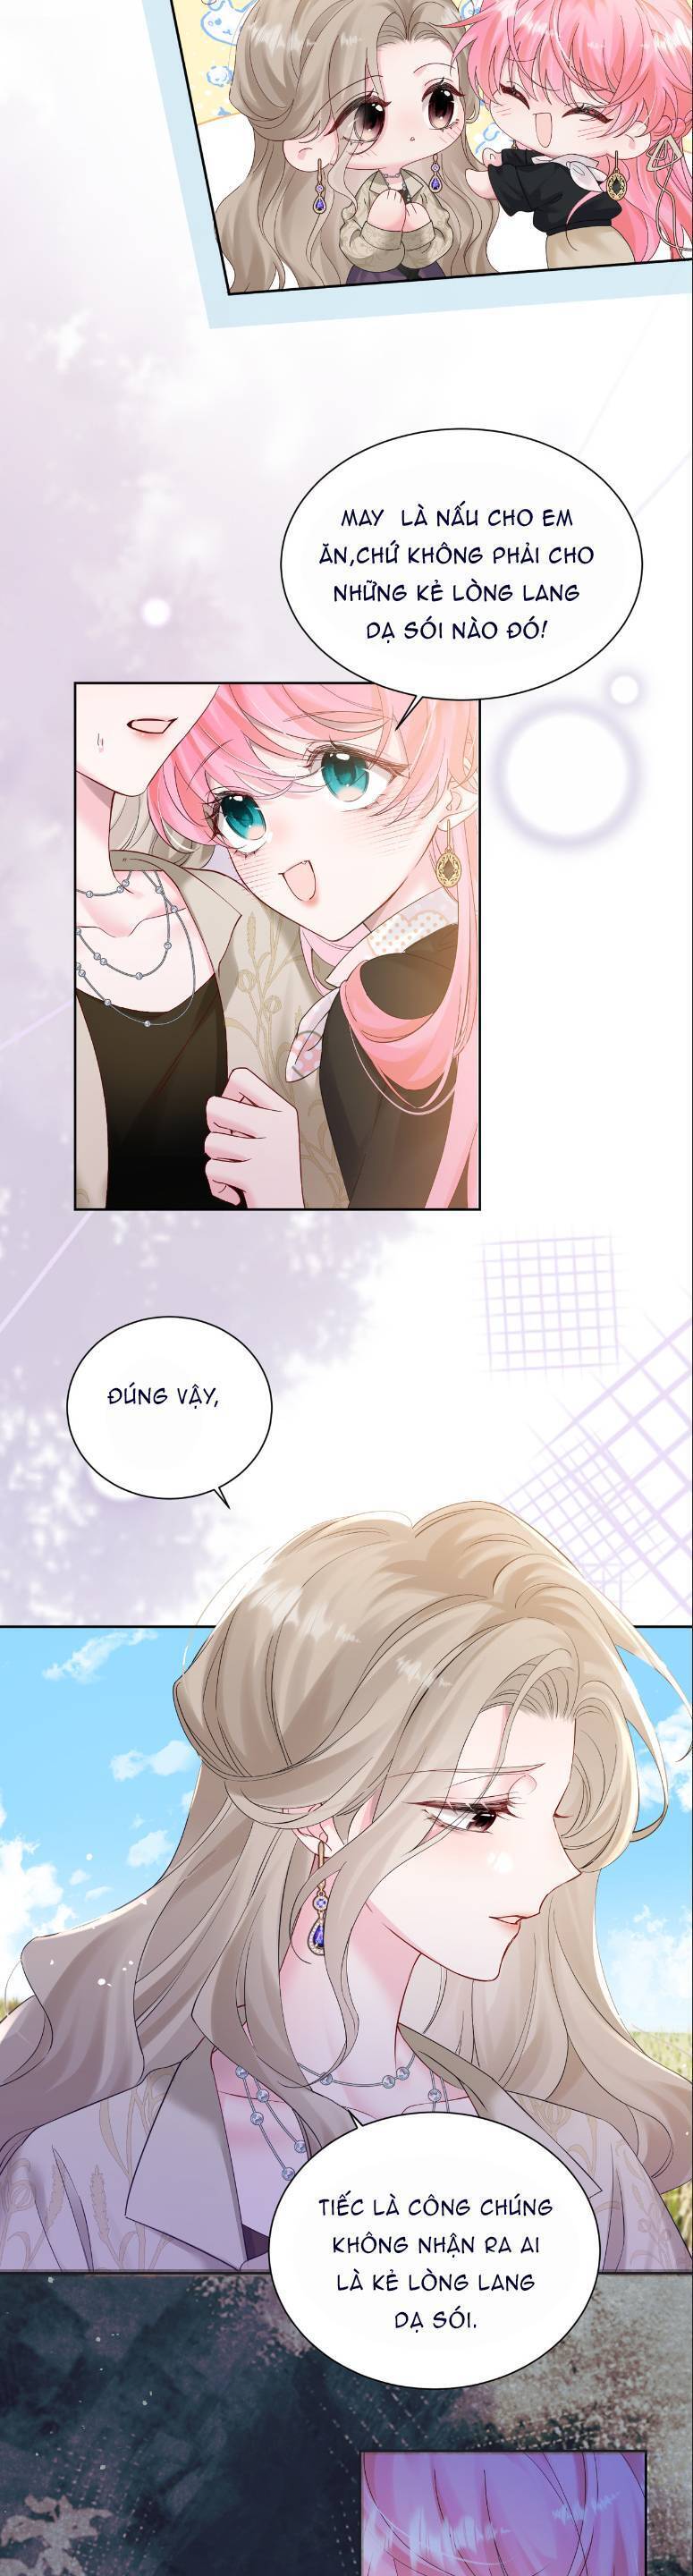 MAY LÀ NẤU CHO EM
ĂN,CHỨ KHÔNG PHẢI CHO
NHỮNG KẺ LÒNG LANG
DẠ SÓI NÀO ĐÓ!
ĐÚNG VẬY,
TIẾC LÀ CÔNG CHÚNG
KHÔNG NHẬN RA AI
LÀ KẺ LÒNG LANG
DẠ SÓI.